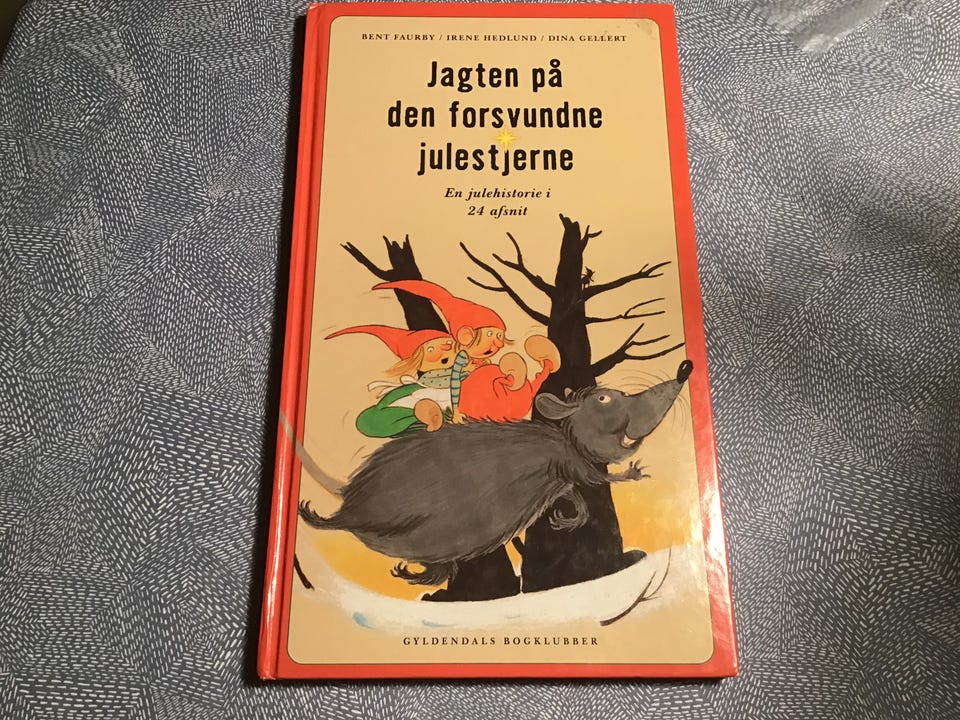 BENT FAURBY / IRENE HEDLUND / DINA GELLERT
Jagten på
den forsvundne
julestjerne
En julehistorie i
24 afsnit
GYLDENDALS BOGKLUBBER